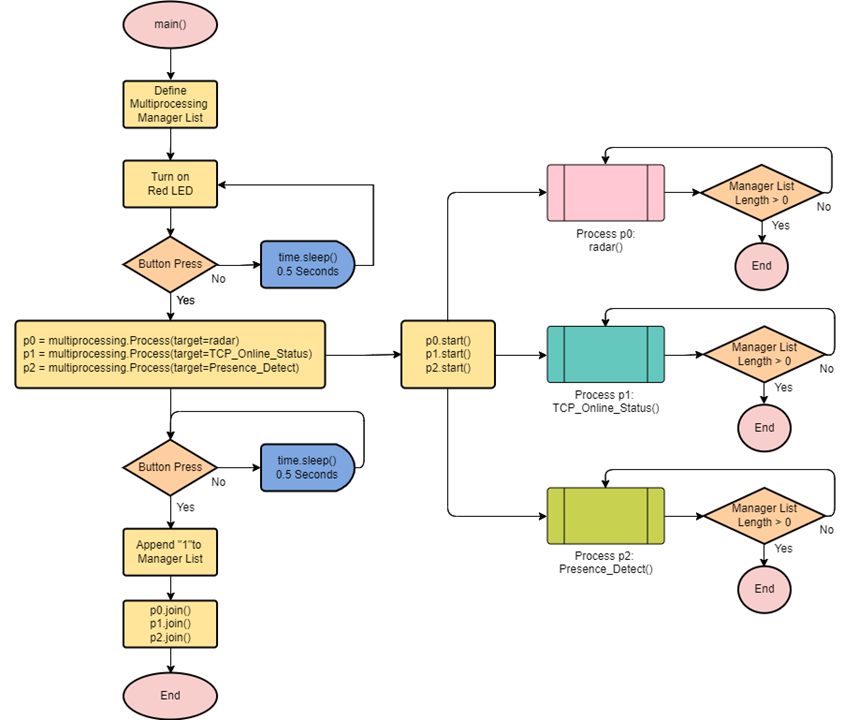 main()
Define
Multiprocessing
Manager List
Turn on
Red LED
Button Press
No
Yes
time.sleep()
0.5 Seconds
p0 = multiprocessing.Process(target=radar)
p1 = multiprocessing.Process(target=TCP_Online_Status)
p2 = multiprocessing.Process(target=Presence_Detect)
Button Press
No
Yes
time.sleep()
0.5 Seconds
Append "1"to
Manager List
p0.join()
p1.join()
p2.join()
End
p0.start()
p1.start()
p2.start()
Process p0:
radar()
Manager List
Length > 0
No
Yes
End
Process p1:
TCP_Online_Status()
Manager List
Length > 0
No
Yes
End
Process p2:
Presence_Detect()
Manager List
Length > 0
No
Yes
End